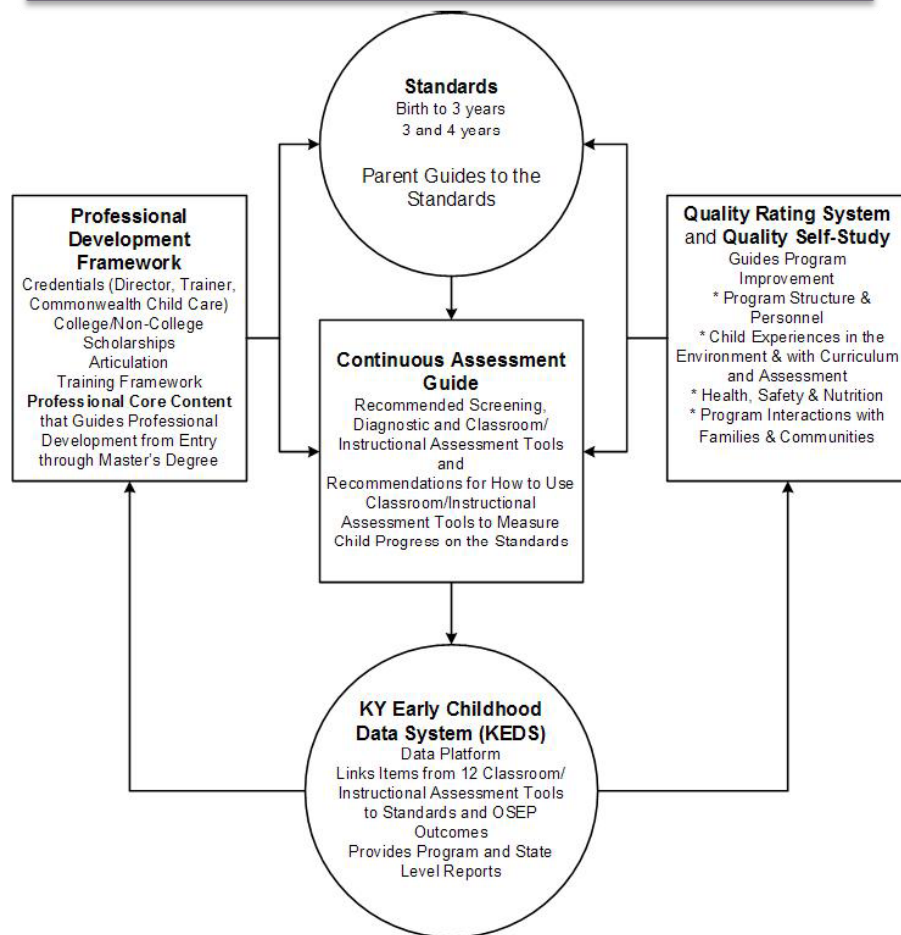 Standards
Birth to 3 years
3 and 4 years
Parent Guides to the
Standards
Professional
Development
Framework
Credentials (Director, Trainer,
Commonwealth Child Care)
College/Non-College
Scholarships
Articulation
Training Framework
Professional Core Content
that Guides Professional
Development from Entry
through Master's Degree
Continuous Assessment
Guide
Recommended Screening,
Diagnostic and Classroom/
Instructional Assessment Tools
and
Recommendations for How to Use
Classroom/Instructional
Assessment Tools to Measure
Child Progress on the Standards
Quality Rating System
and Quality Self-Study
Guides Program
Improvement
* Program Structure &
Personnel
* Child Experiences in the
Environment & with Curriculum
and Assessment
* Health, Safety & Nutrition
* Program Interactions with
Families & Communities
KY Early Childhood
Data System (KEDS)
Data Platform
Links Items from 12 Classroom/
Instructional Assessment Tools
to Standards and OSEP
Outcomes
Provides Program and State
Level Reports